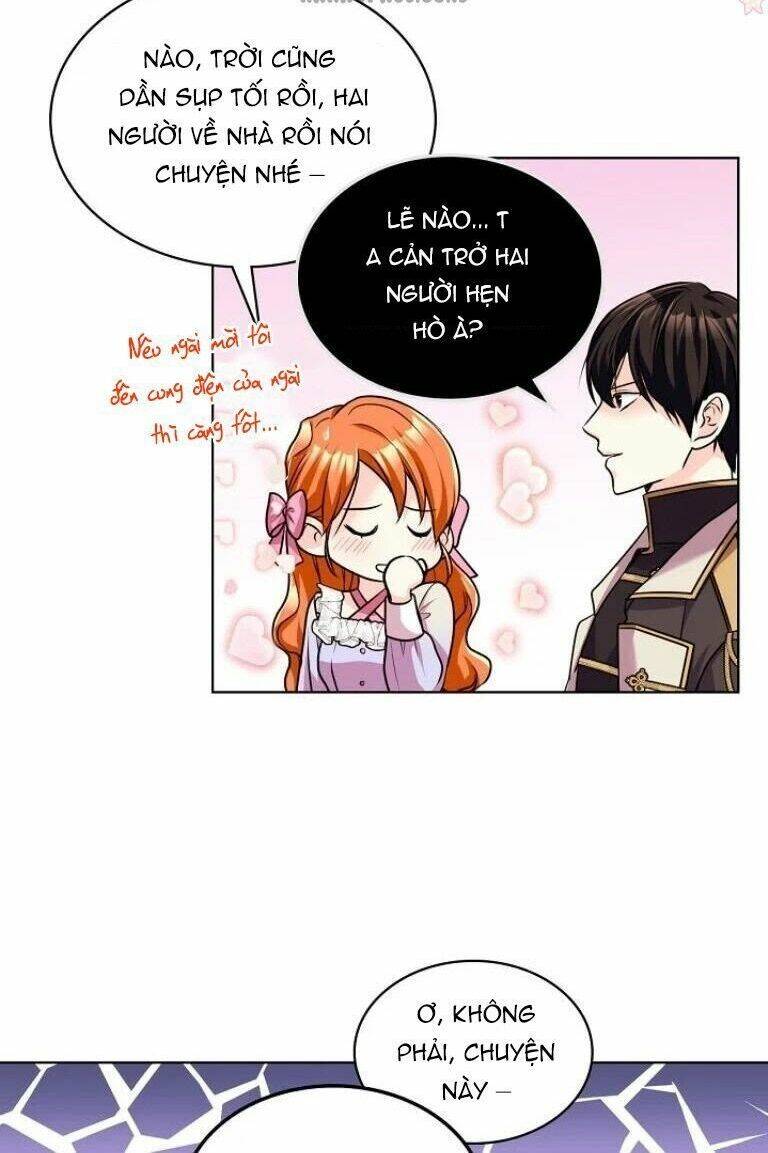 NÀO, TRỜI CŨNG
DẦN SỤP TỐI RỒI, HAI
NGƯỜI VỀ NHÀ RỒI NÓI
CHUYỆN NHÉ –
LẼ NÀO... T
A CẢN TRỞ HAI
NGƯỜI HẸN
HÒ À?
Nếu ngài mời tôi
đến cung điện của ngài
thì càng tốt...
Ơ, KHÔNG
PHẢI, CHUYỆN
NÀY –